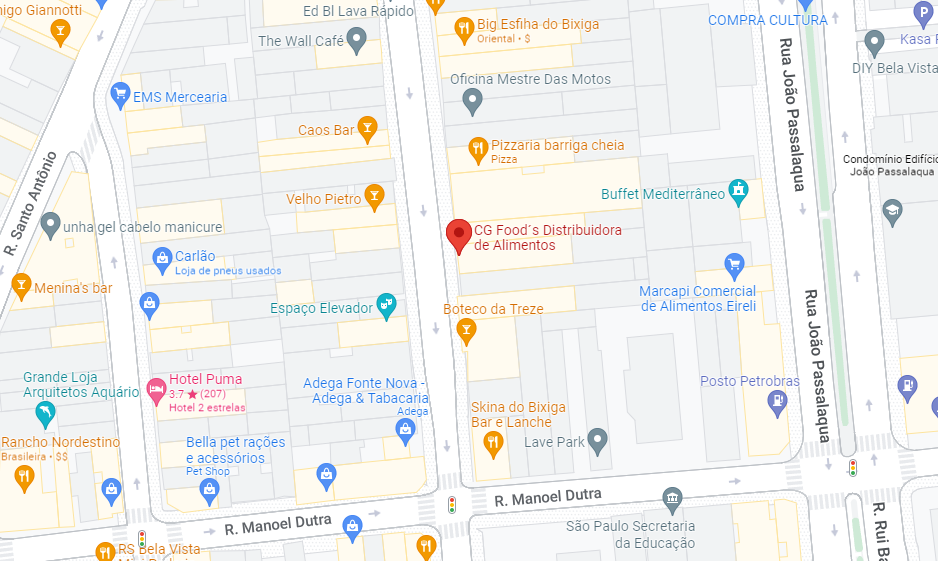 nigo Giannotti
Ed Bl Lava Rápido
Big Esfiha do Bixiga
Oriental • $
COMPRA CULTURA
P
Kasa
The Wall Café
DIY Bela Vista
Oficina Mestre Das Motos
EMS Mercearia
Rua João Passalaqua
Caos Bar
Pizzaria barriga cheia
Pizza
Condomínio Edifício
João Passalaqua
R. Santo Antônio
Velho Pietro
Buffet Mediterrâneo
unha gel cabelo manicure
CG Food´s Distribuidora
de Alimentos
Carlão
Loja de pneus usados
Menina's bar
Espaço Elevador
Boteco da Treze
Marcapi Comercial
de Alimentos Eireli
Rua João Passalaqua
Grande Loja
Arquitetos Aquário
Hotel Puma
3.7 ★ (207)
Hotel 2 estrelas
Adega Fonte Nova -
Adega & Tabacaria
Adega
Posto Petrobras
Skina do Bixiga
Bar e Lanche
Lave Park
Rancho Nordestino
Brasileira • $$
Bella pet rações
e acessórios
Pet Shop
R. Manoel Dutra
R. Manoel Dutra
São Paulo Secretaria
da Educação
R. Rui Ba
RS Bela Vista